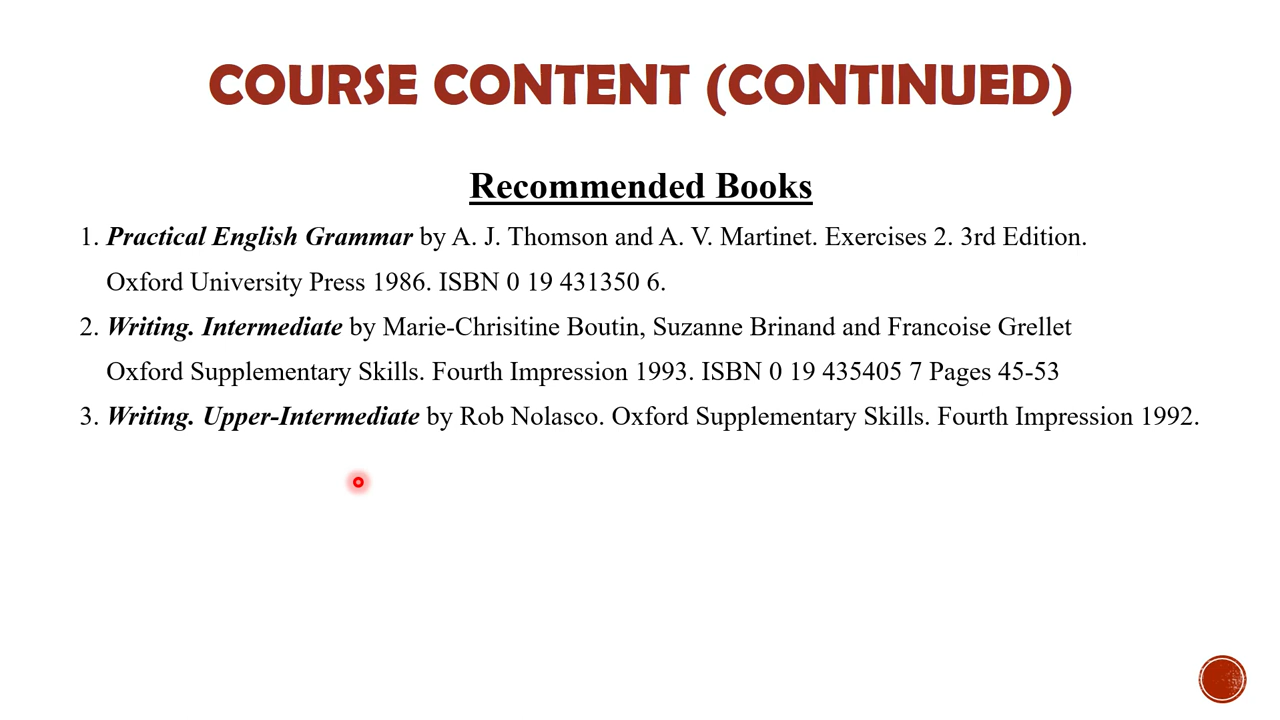 COURSE CONTENT (CONTINUED)
Recommended Books
1. Practical English Grammar by A. J. Thomson and A. V. Martinet. Exercises 2. 3rd Edition.
Oxford University Press 1986. ISBN 0 19 431350 6.
2. Writing. Intermediate by Marie-Chrisitine Boutin, Suzanne Brinand and Francoise Grellet
Oxford Supplementary Skills. Fourth Impression 1993. ISBN 0 19 435405 7 Pages 45-53
3. Writing. Upper-Intermediate by Rob Nolasco. Oxford Supplementary Skills. Fourth Impression 1992.